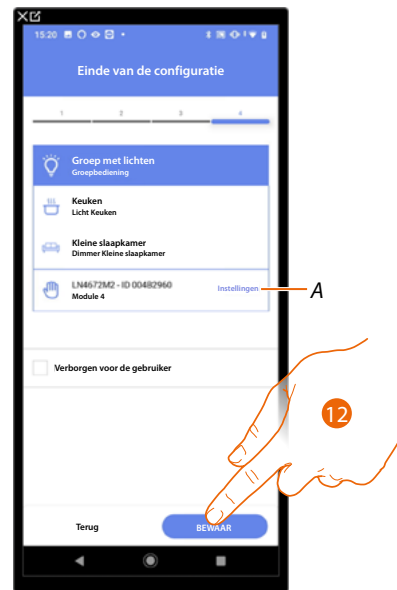 15:20
Einde van de configuratie
1 2 3 4
Groep met lichten
Groepbediening
Keuken
Licht Keuken
Kleine slaapkamer
Dimmer Kleine slaapkamer
LN4672M2 - ID 00482960
Instellingen
Module 4
A
Verborgen voor de gebruiker
12
Terug
BEWAAR